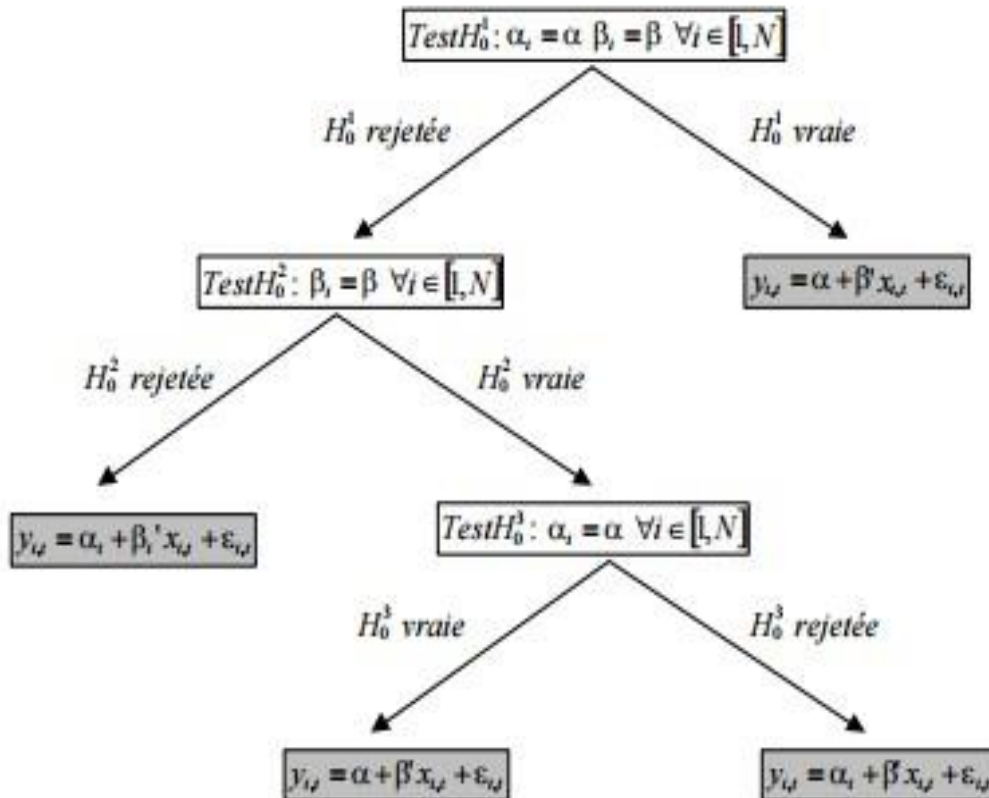 TestH₀¹: αᵢ = α βᵢ = β ∀i ∈ [1, N]
H₀¹ rejetée
H₀¹ vraie
TestH₀²: βᵢ = β ∀i ∈ [1, N]
yᵢ,ₜ = α + β' xᵢ,ₜ + εᵢ,ₜ
H₀² rejetée
H₀² vraie
yᵢ,ₜ = αᵢ + βᵢ' xᵢ,ₜ + εᵢ,ₜ
TestH₀³: αᵢ = α ∀i ∈ [1, N]
H₀³ vraie
H₀³ rejetée
yᵢ,ₜ = α + β' xᵢ,ₜ + εᵢ,ₜ
yᵢ,ₜ = αᵢ + β' xᵢ,ₜ + εᵢ,ₜ